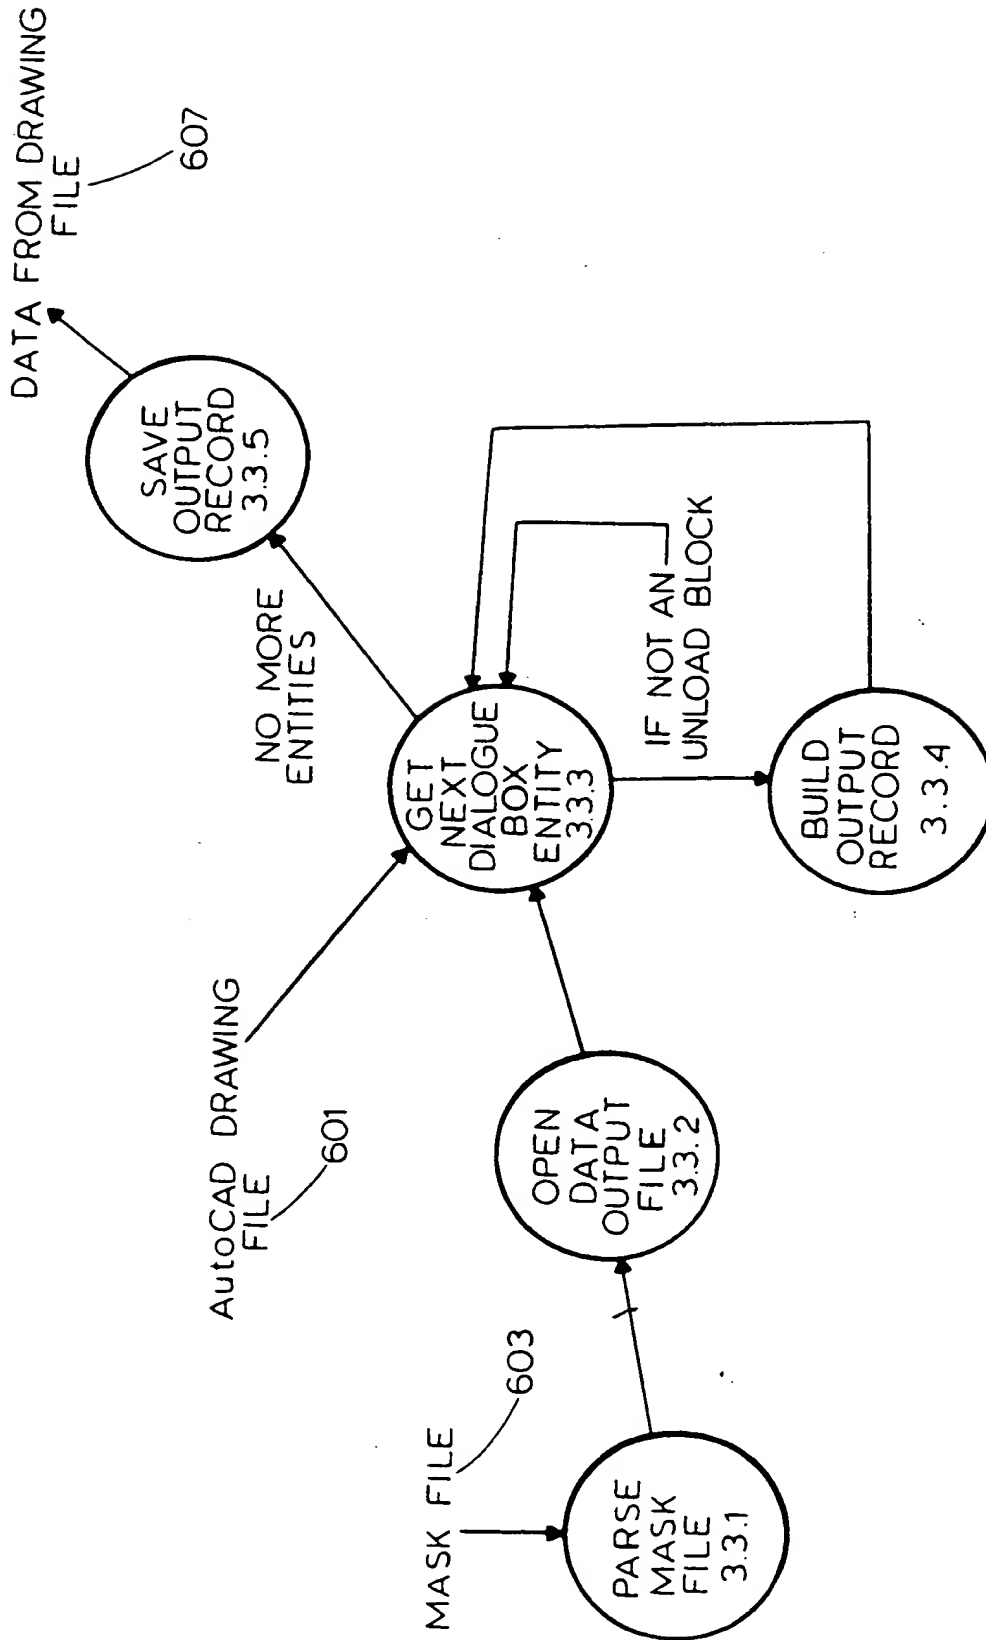 MASK FILE
603
PARSE
MASK
FILE
3.3.1
AutoCAD DRAWING
FILE
601
OPEN
DATA
OUTPUT
FILE
3.3.2
GET
NEXT
DIALOGUE
BOX
ENTITY
3.3.3
NO MORE
ENTITIES
IF NOT AN
UNLOAD BLOCK
BUILD
OUTPUT
RECORD
3.3.4
SAVE
OUTPUT
RECORD
3.3.5
DATA FROM DRAWING
FILE
607